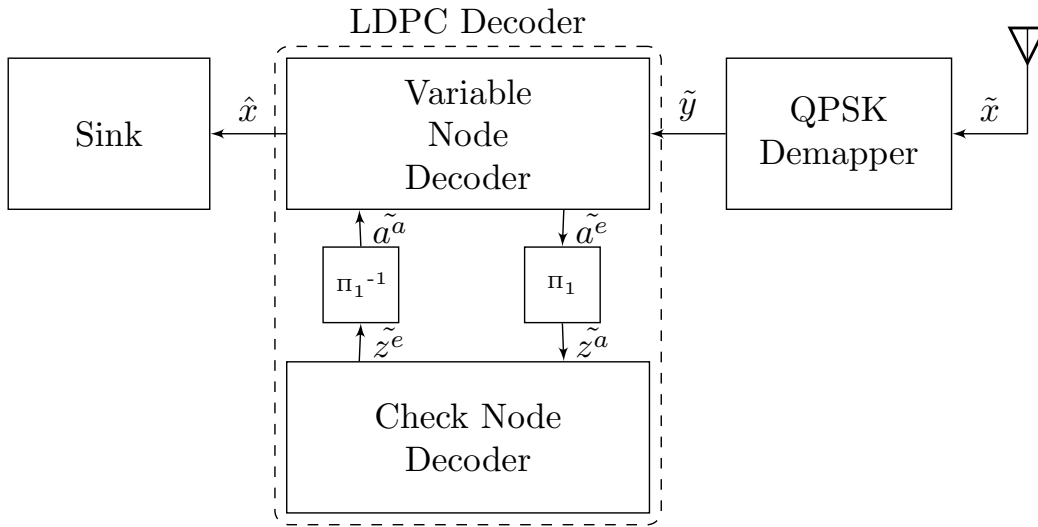 LDPC Decoder
Sink
x̂
Variable
Node
Decoder
ỹ
QPSK
Demapper
x̃
ã^a
ã^e
Π₁⁻¹
Π₁
z̃^e
z̃^a
Check Node
Decoder